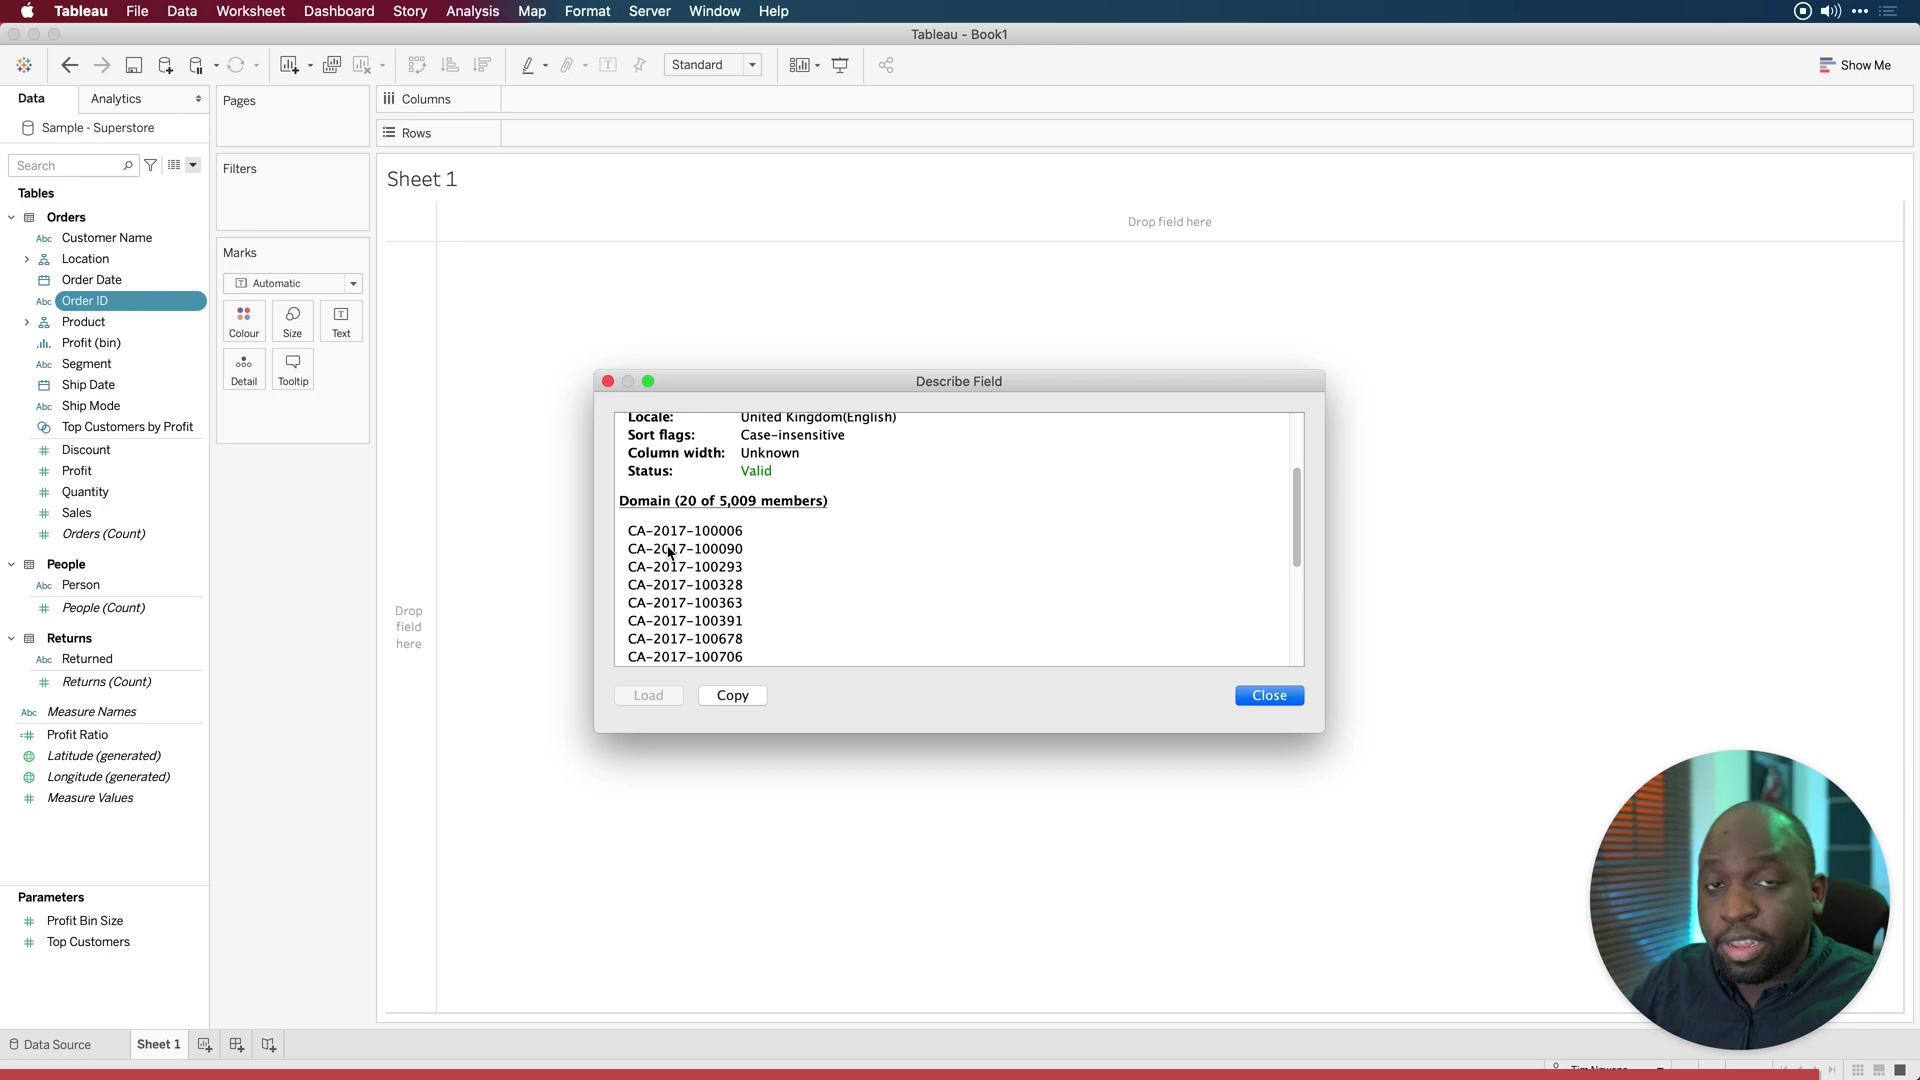 Tableau File Data Worksheet Dashboard Story Analysis Map Format Server Window Help
Tableau - Book1
Standard
Show Me
Data
Analytics
Sample - Superstore
Search
Tables
Orders
Abc Customer Name
Location
Order Date
Abc Order ID
Product
Profit (bin)
Abc Segment
Ship Date
Abc Ship Mode
Top Customers by Profit
Discount
Profit
Quantity
Sales
Orders (Count)
People
Abc Person
People (Count)
Returns
Abc Returned
Returns (Count)
Abc Measure Names
Profit Ratio
Latitude (generated)
Longitude (generated)
Measure Values
Parameters
Profit Bin Size
Top Customers
Pages
Filters
Marks
Automatic
Colour
Size
Text
Detail
Tooltip
Columns
Rows
Sheet 1
Drop field here
Drop
field
here
Describe Field
Locale: United Kingdom(English)
Sort flags: Case-insensitive
Column width: Unknown
Status: Valid
Domain (20 of 5,009 members)
CA-2017-100006
CA-2017-100090
CA-2017-100293
CA-2017-100328
CA-2017-100363
CA-2017-100391
CA-2017-100678
CA-2017-100706
Load
Copy
Close
Data Source
Sheet 1